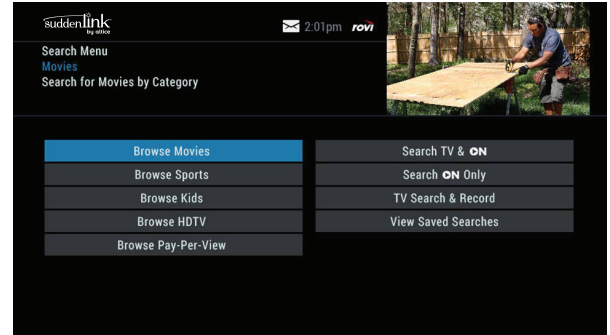 suddenlink
by altice
2:01pm rovi
Search Menu
Movies
Search for Movies by Category
Browse Movies
Browse Sports
Browse Kids
Browse HDTV
Browse Pay-Per-View
Search TV & ON
Search ON Only
TV Search & Record
View Saved Searches